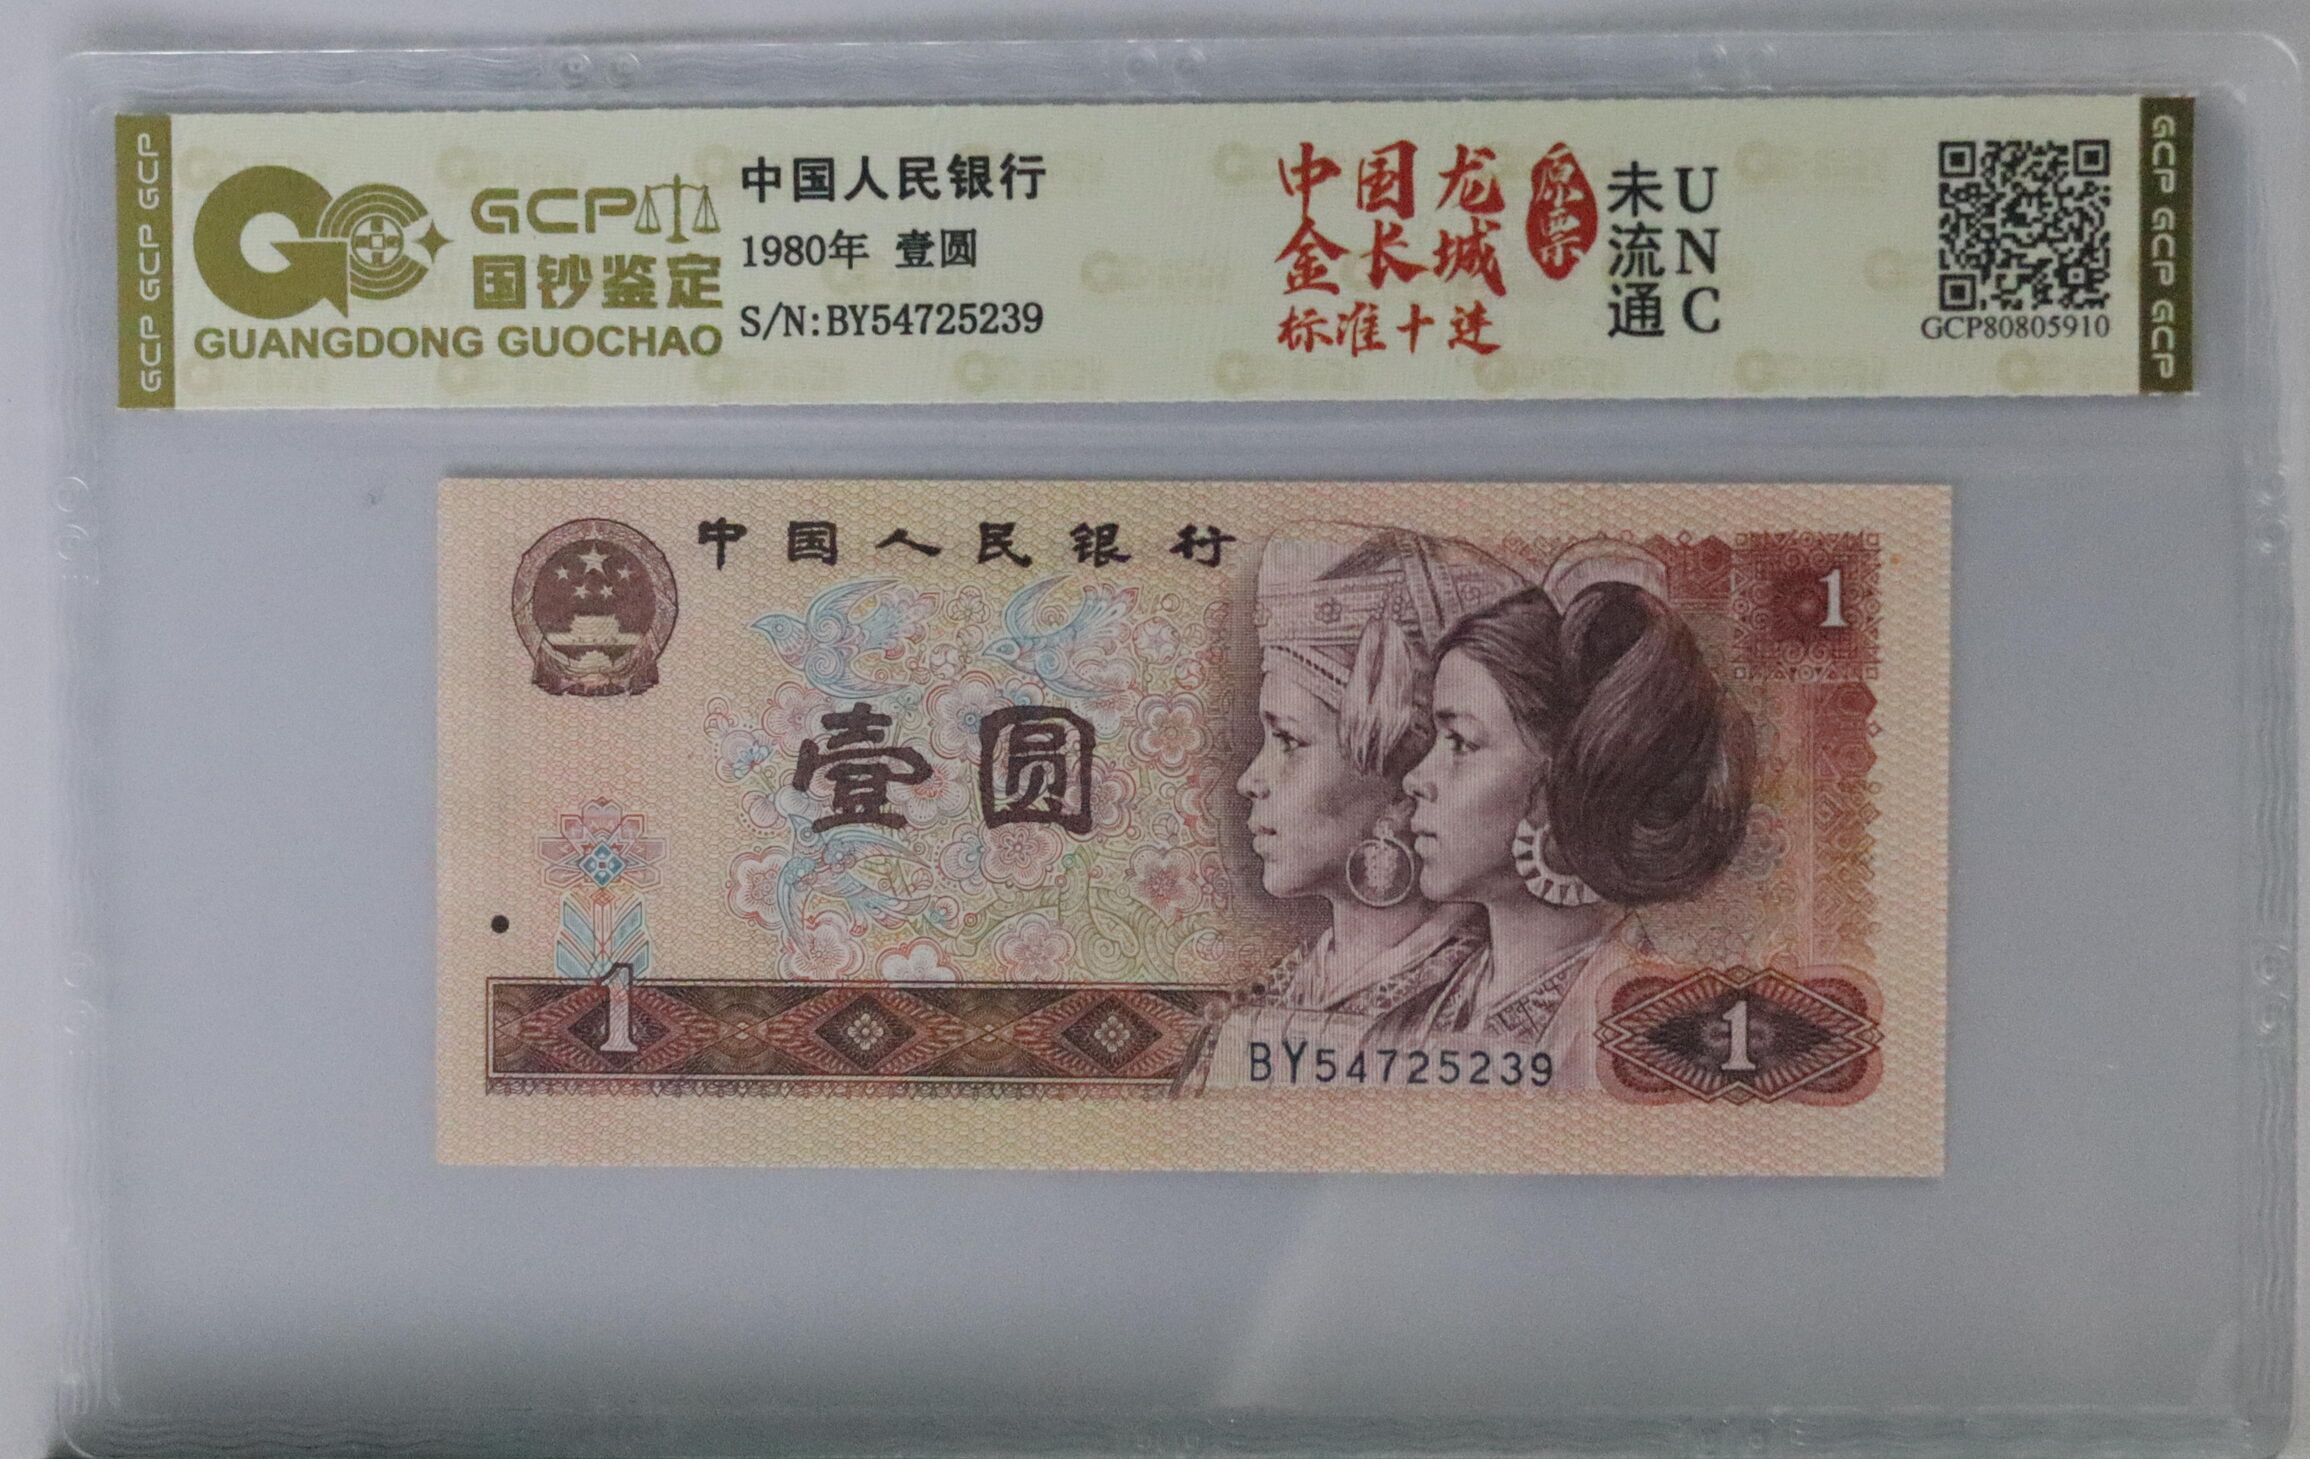 GCP GCP GCP
GCP
国钞鉴定
GUANGDONG GUOCHAO
中国人民银行
1980年 壹圆
S/N:BY54725239
中国龙
金长城
标准十进
原票
未流通
UNC
GCP80805910
GCP GCP GCP
中国人民银行
1
壹圆
1
1
BY54725239